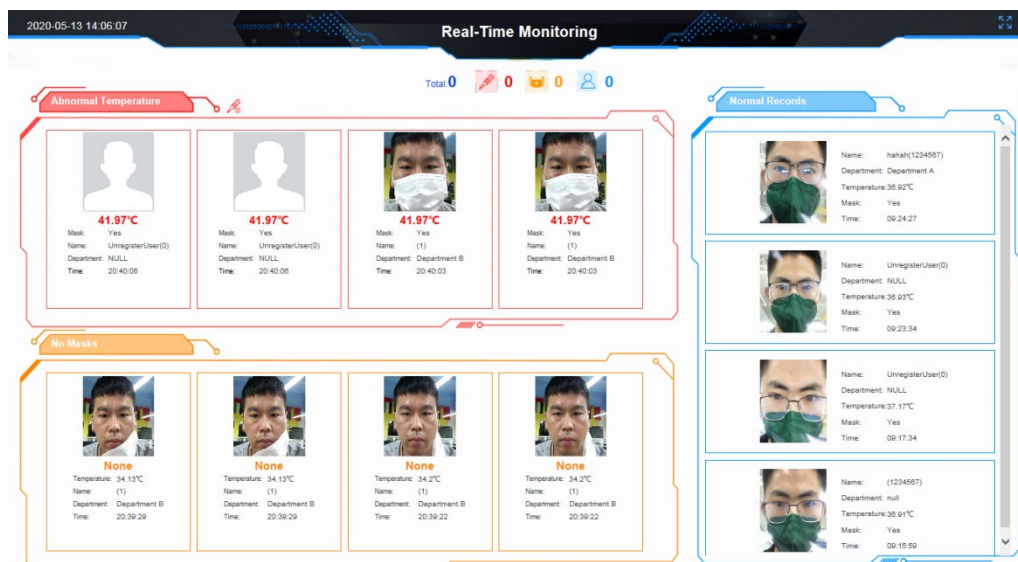 2020-05-13 14:06:07
Real-Time Monitoring
Total:0 0 0 0
Abnormal Temperature
41.97℃
Mask: Yes
Name: UnregisterUser(0)
Department: NULL
Time: 20:40:06
41.97℃
Mask: Yes
Name: UnregisterUser(0)
Department: NULL
Time: 20:40:06
41.97℃
Mask: Yes
Name: (1)
Department: Department B
Time: 20:40:03
41.97℃
Mask: Yes
Name: (1)
Department: Department B
Time: 20:40:03
No Masks
None
Temperature: 34.13℃
Name: (1)
Department: Department B
Time: 20:39:29
None
Temperature: 34.13℃
Name: (1)
Department: Department B
Time: 20:39:29
None
Temperature: 34.2℃
Name: (1)
Department: Department B
Time: 20:39:22
None
Temperature: 34.2℃
Name: (1)
Department: Department B
Time: 20:39:22
Normal Records
Name: hahah(1234567)
Department: Department A
Temperature:36.92℃
Mask: Yes
Time: 09:24:27
Name: UnregisterUser(0)
Department: NULL
Temperature:36.93℃
Mask: Yes
Time: 09:23:34
Name: UnregisterUser(0)
Department: NULL
Temperature:37.17℃
Mask: Yes
Time: 09:17:34
Name: (1234567)
Department: null
Temperature:36.91℃
Mask: Yes
Time: 09:15:59